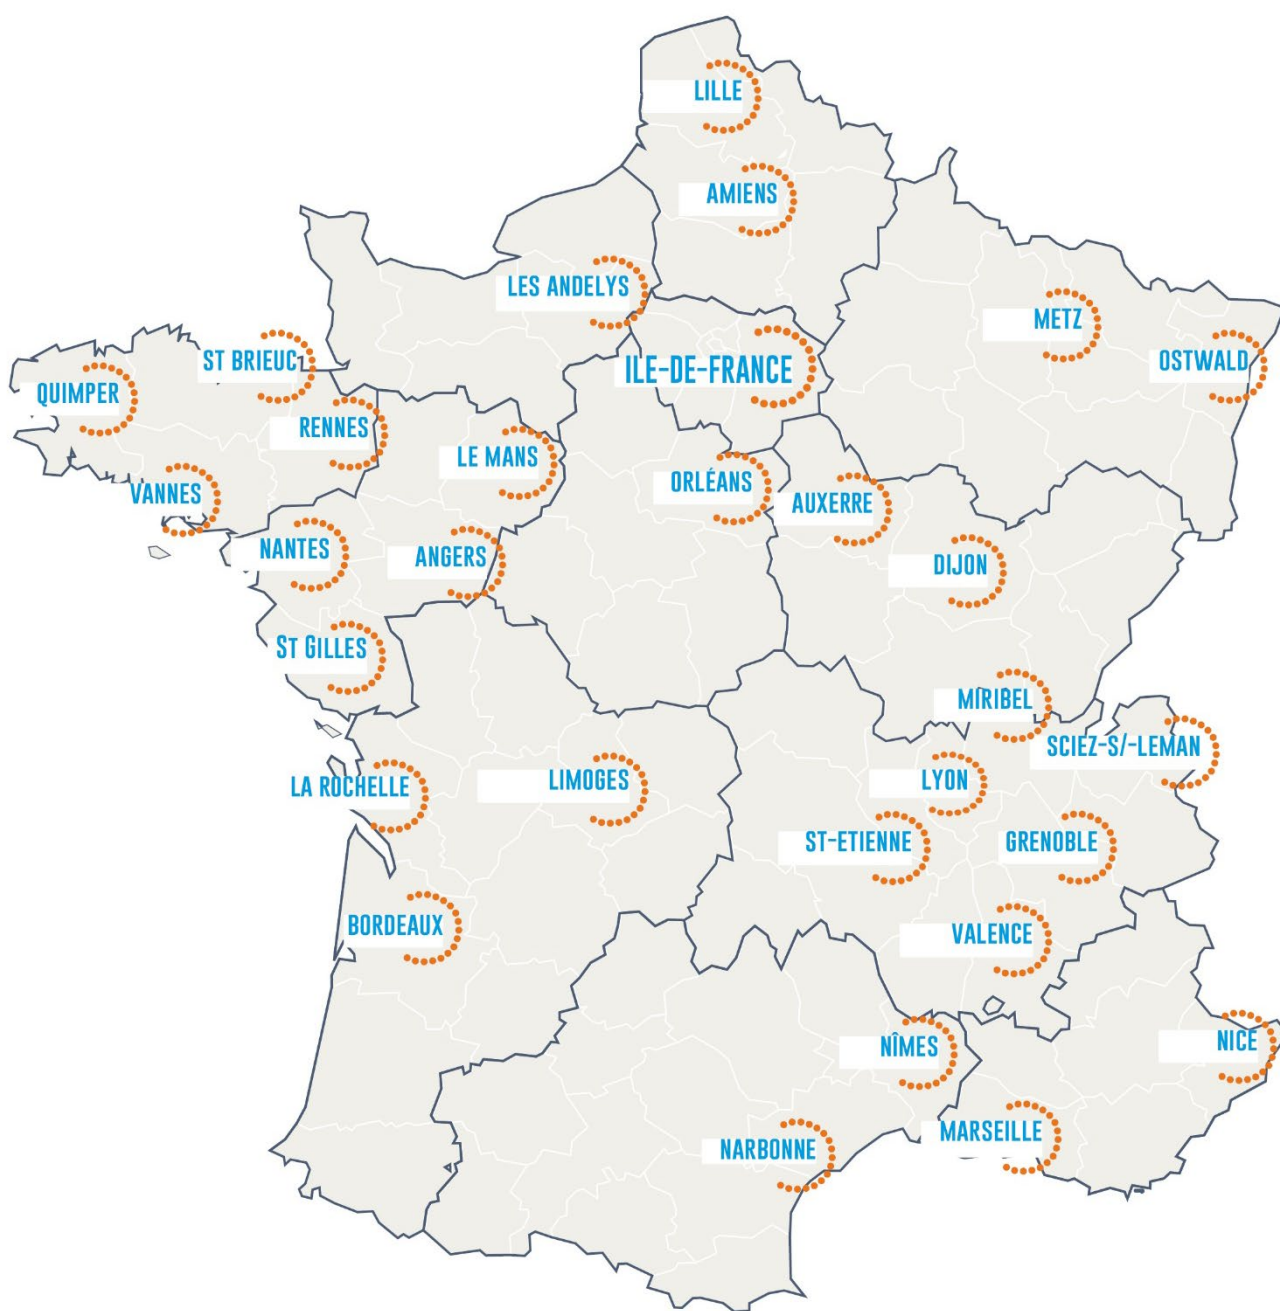 LILLE
AMIENS
LES ANDELYS
METZ
ST BRIEUC
OSTWALD
ILE-DE-FRANCE
QUIMPER
RENNES
LE MANS
ORLÉANS
VANNES
AUXERRE
NANTES
ANGERS
DIJON
ST GILLES
MIRIBEL
SCIEZ-S/-LEMAN
LA ROCHELLE
LIMOGES
LYON
ST-ETIENNE
GRENOBLE
BORDEAUX
VALENCE
NÎMES
NICE
MARSEILLE
NARBONNE